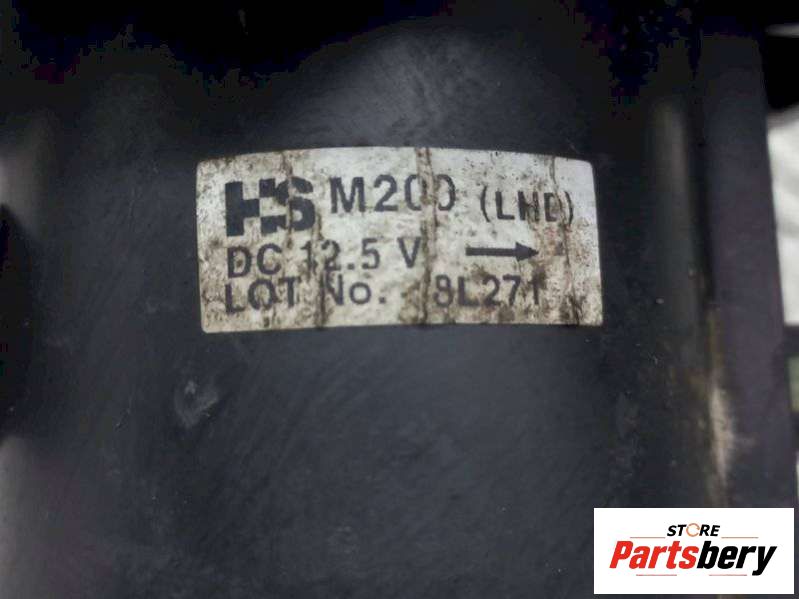 HS M200 (LHD)
DC 12.5 V →
LOT No. 8L271
STORE
Partsbery